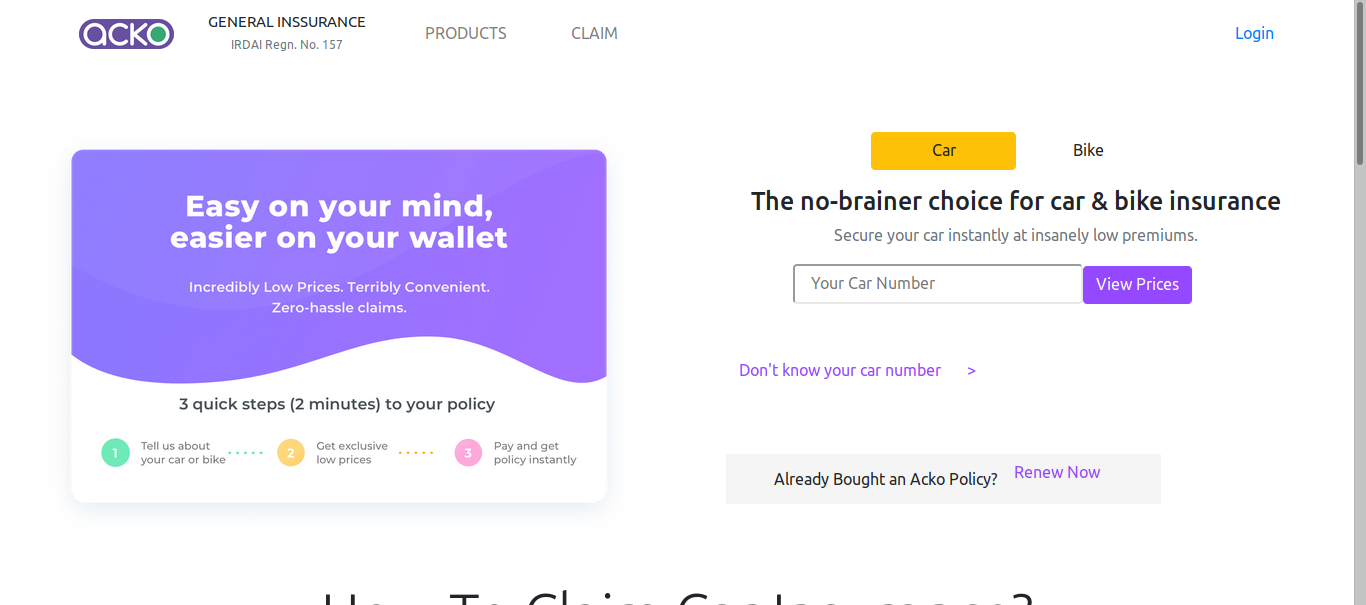 acko
GENERAL INSSURANCE
IRDAI Regn. No. 157
PRODUCTS
CLAIM
Login
Easy on your mind,
easier on your wallet
Incredibly Low Prices. Terribly Convenient.
Zero-hassle claims.
3 quick steps (2 minutes) to your policy
1
Tell us about
your car or bike
2
Get exclusive
low prices
3
Pay and get
policy instantly
Car
Bike
The no-brainer choice for car & bike insurance
Secure your car instantly at insanely low premiums.
Your Car Number
View Prices
Don't know your car number >
Already Bought an Acko Policy?
Renew Now
How To Claim Car